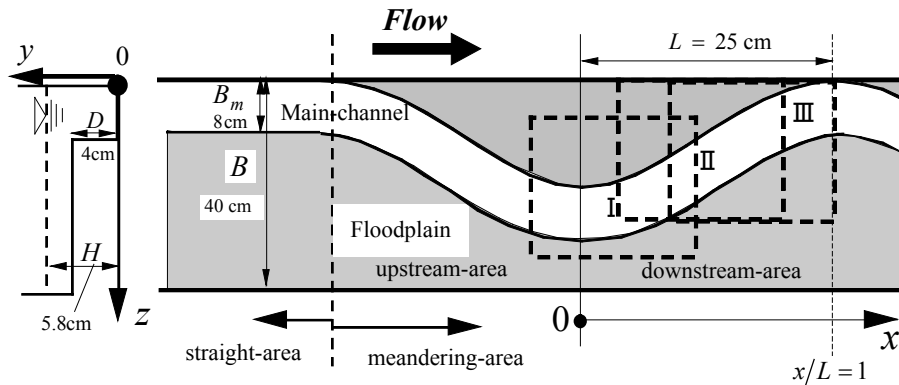 Flow
y
0
L = 25 cm
B_m
8cm
Main-channel
D
4cm
III
II
I
B
40 cm
Floodplain
H
upstream-area
downstream-area
5.8cm
z
0
x
straight-area
meandering-area
x/L = 1